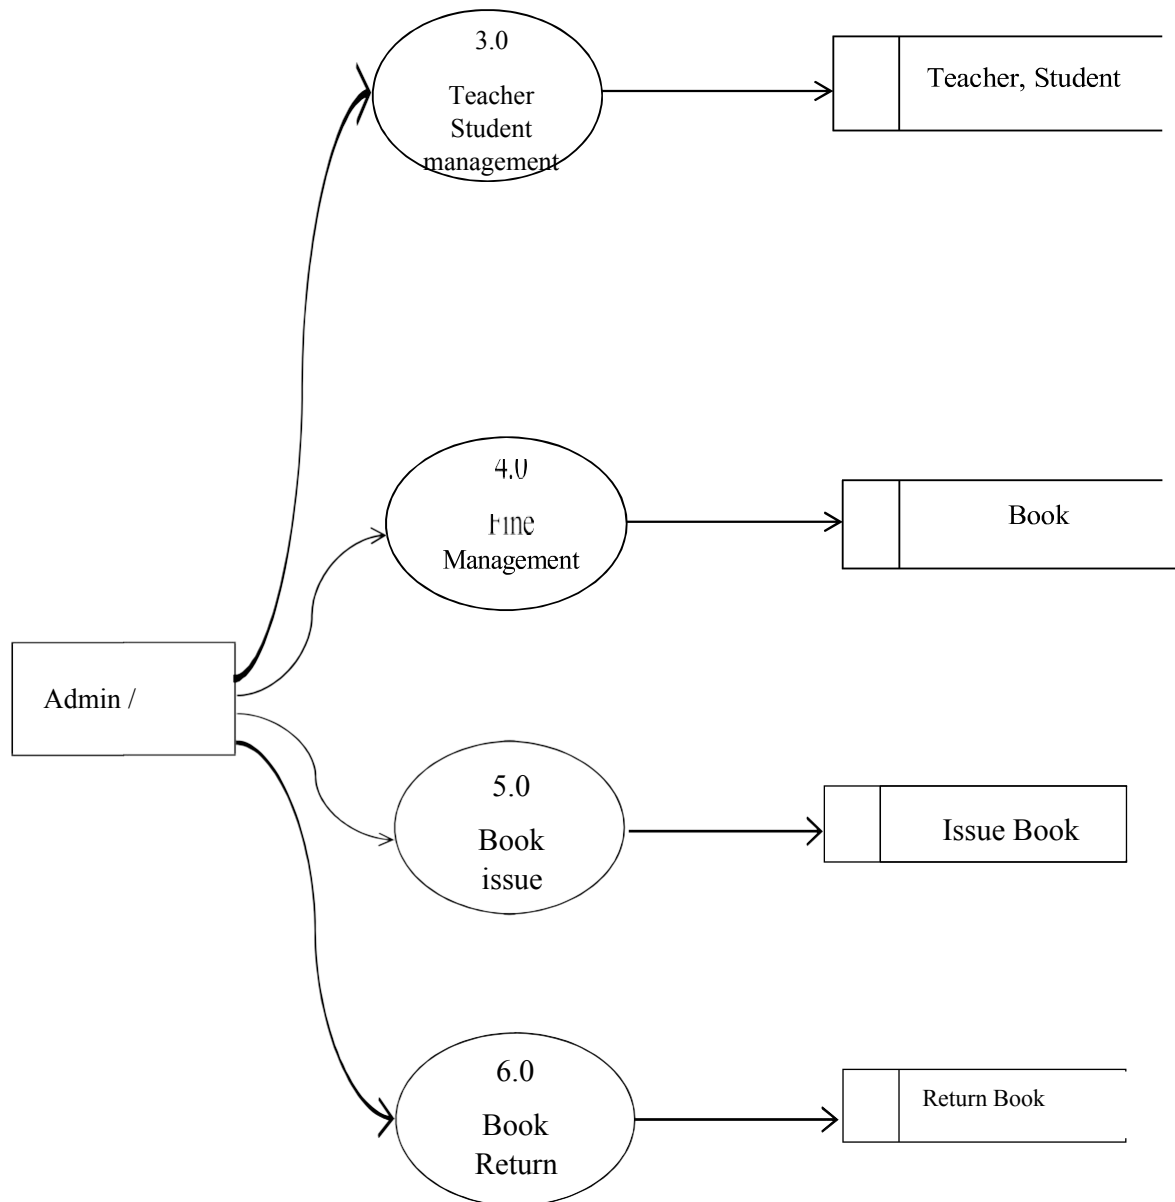 3.0
Teacher
Student
management
Teacher, Student
4.0
Fine
Management
Book
Admin /
5.0
Book
issue
Issue Book
6.0
Book
Return
Return Book